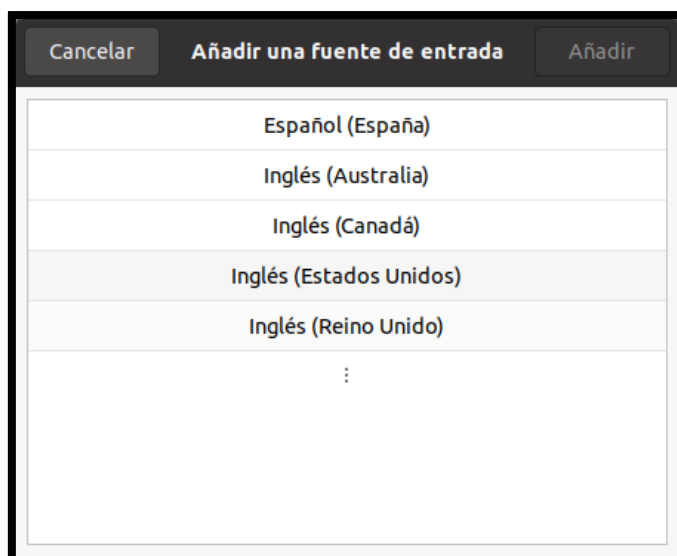 Cancelar Añadir una fuente de entrada Añadir
Español (España)
Inglés (Australia)
Inglés (Canadá)
Inglés (Estados Unidos)
Inglés (Reino Unido)
⋮